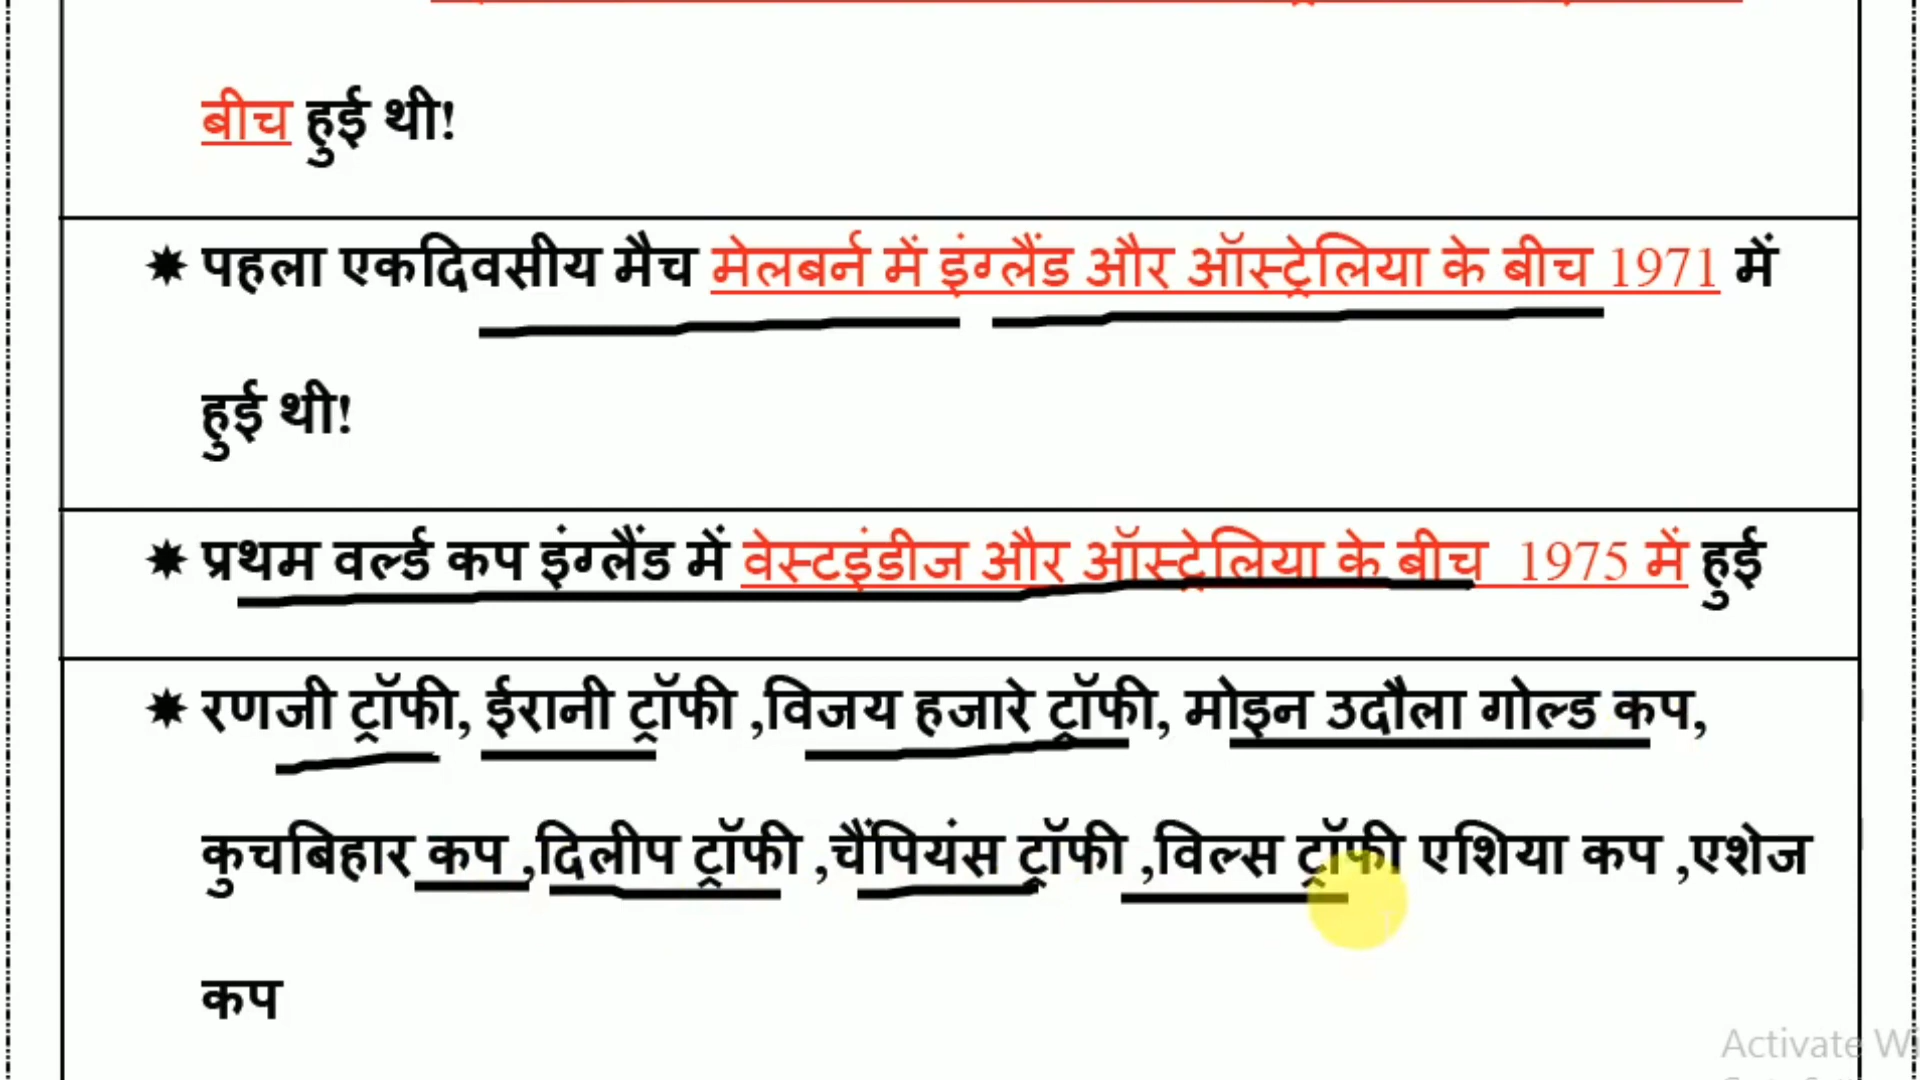 बीच हुई थी!
✷ पहला एकदिवसीय मैच मेलबर्न में इंग्लैंड और ऑस्ट्रेलिया के बीच 1971 में
हुई थी!
✷ प्रथम वर्ल्ड कप इंग्लैंड में वेस्टइंडीज और ऑस्ट्रेलिया के बीच 1975 में हुई
✷ रणजी ट्रॉफी, ईरानी ट्रॉफी ,विजय हजारे ट्रॉफी, मोइन उदौला गोल्ड कप,
कुचबिहार कप ,दिलीप ट्रॉफी ,चैंपियंस ट्रॉफी ,विल्स ट्रॉफी एशिया कप ,एशेज
कप
Activate